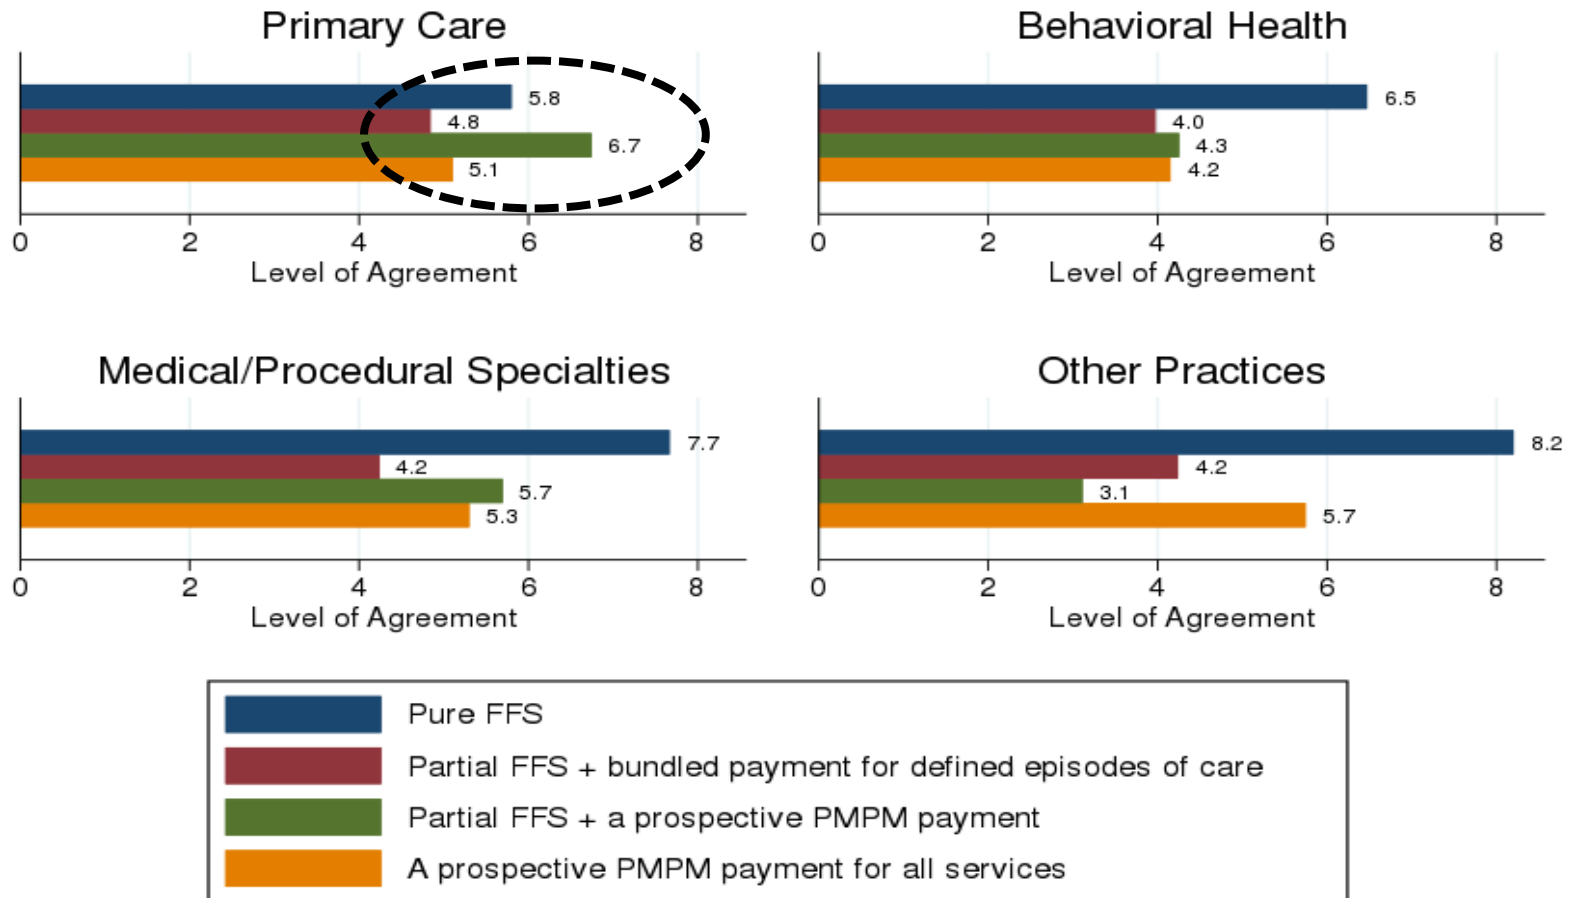 Primary Care
5.8
4.8
6.7
5.1
0 2 4 6 8
Level of Agreement
Behavioral Health
6.5
4.0
4.3
4.2
0 2 4 6 8
Level of Agreement
Medical/Procedural Specialties
7.7
4.2
5.7
5.3
0 2 4 6 8
Level of Agreement
Other Practices
8.2
4.2
3.1
5.7
0 2 4 6 8
Level of Agreement
Pure FFS
Partial FFS + bundled payment for defined episodes of care
Partial FFS + a prospective PMPM payment
A prospective PMPM payment for all services